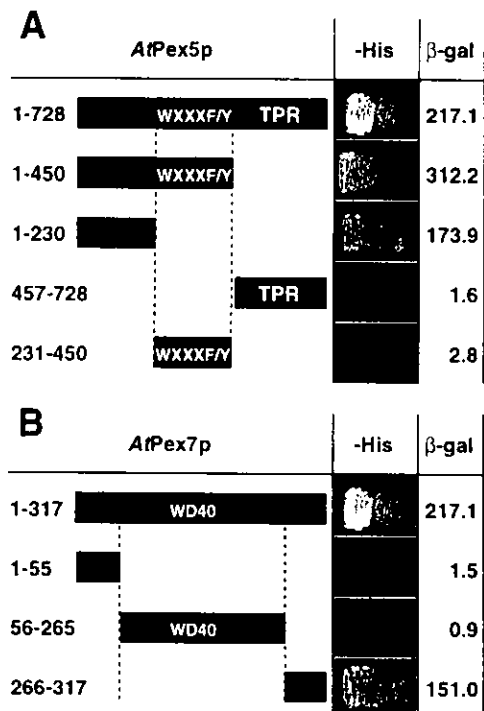 A
AtPex5p -His β-gal
1-728 WXXXF/Y TPR 217.1
1-450 WXXXF/Y 312.2
1-230 173.9
457-728 TPR 1.6
231-450 WXXXF/Y 2.8
B
AtPex7p -His β-gal
1-317 WD40 217.1
1-55 1.5
56-265 WD40 0.9
266-317 151.0